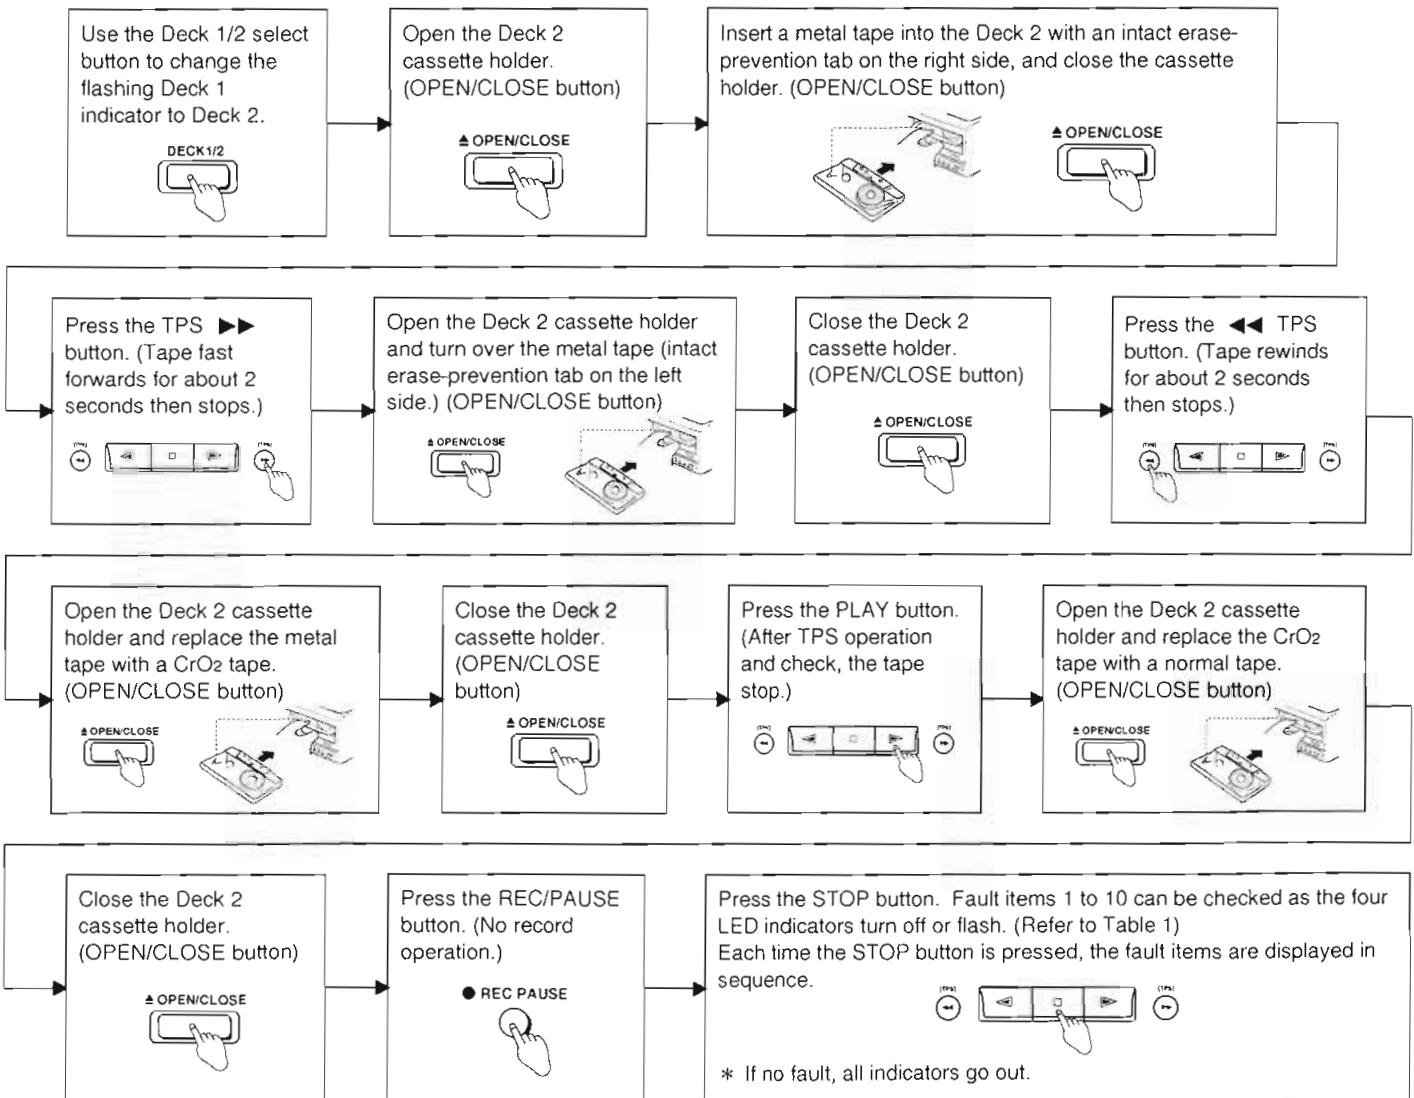 Use the Deck 1/2 select
button to change the
flashing Deck 1
indicator to Deck 2.
DECK1/2
Open the Deck 2
cassette holder.
(OPEN/CLOSE button)
≜ OPEN/CLOSE
Insert a metal tape into the Deck 2 with an intact erase-
prevention tab on the right side, and close the cassette
holder. (OPEN/CLOSE button)
≜ OPEN/CLOSE
Press the TPS ▶▶
button. (Tape fast
forwards for about 2
seconds then stops.)
[TPS]
[TPS]
Open the Deck 2 cassette holder
and turn over the metal tape (intact
erase-prevention tab on the left
side.) (OPEN/CLOSE button)
≜ OPEN/CLOSE
Close the Deck 2
cassette holder.
(OPEN/CLOSE button)
≜ OPEN/CLOSE
Press the ◀◀ TPS
button. (Tape rewinds
for about 2 seconds
then stops.)
[TPS]
[TPS]
Open the Deck 2 cassette
holder and replace the metal
tape with a CrO2 tape.
(OPEN/CLOSE button)
≜ OPEN/CLOSE
Close the Deck 2
cassette holder.
(OPEN/CLOSE
button)
≜ OPEN/CLOSE
Press the PLAY button.
(After TPS operation
and check, the tape
stop.)
[TPS]
[TPS]
Open the Deck 2 cassette
holder and replace the CrO2
tape with a normal tape.
(OPEN/CLOSE button)
≜ OPEN/CLOSE
Close the Deck 2
cassette holder.
(OPEN/CLOSE button)
≜ OPEN/CLOSE
Press the REC/PAUSE
button. (No record
operation.)
● REC PAUSE
Press the STOP button. Fault items 1 to 10 can be checked as the four
LED indicators turn off or flash. (Refer to Table 1)
Each time the STOP button is pressed, the fault items are displayed in
sequence.
[TPS]
[TPS]
* If no fault, all indicators go out.